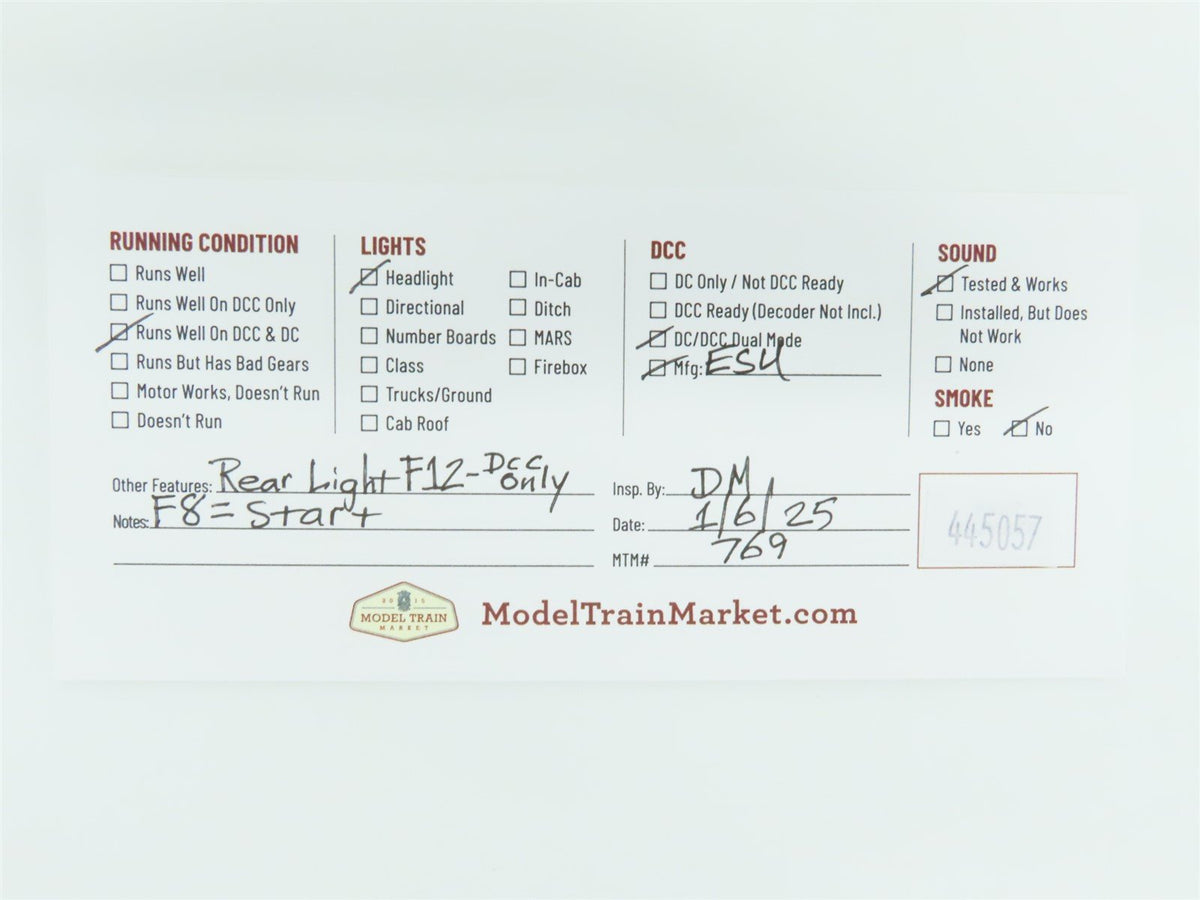 RUNNING CONDITION
Runs Well
Runs Well On DCC Only
Runs Well On DCC & DC
Runs But Has Bad Gears
Motor Works, Doesn't Run
Doesn't Run
LIGHTS
Headlight
Directional
Number Boards
Class
Trucks/Ground
Cab Roof
In-Cab
Ditch
MARS
Firebox
DCC
DC Only / Not DCC Ready
DCC Ready (Decoder Not Incl.)
DC/DCC Dual Mode
Mfg: ESU
SOUND
Tested & Works
Installed, But Does
Not Work
None
SMOKE
Yes No
Other Features: Rear Light F12-DCC only
Notes: F8 = Start
Insp. By: DM
Date: 1/6/25
MTM# 769
445057
2015
MODEL TRAIN
MARKET
ModelTrainMarket.com